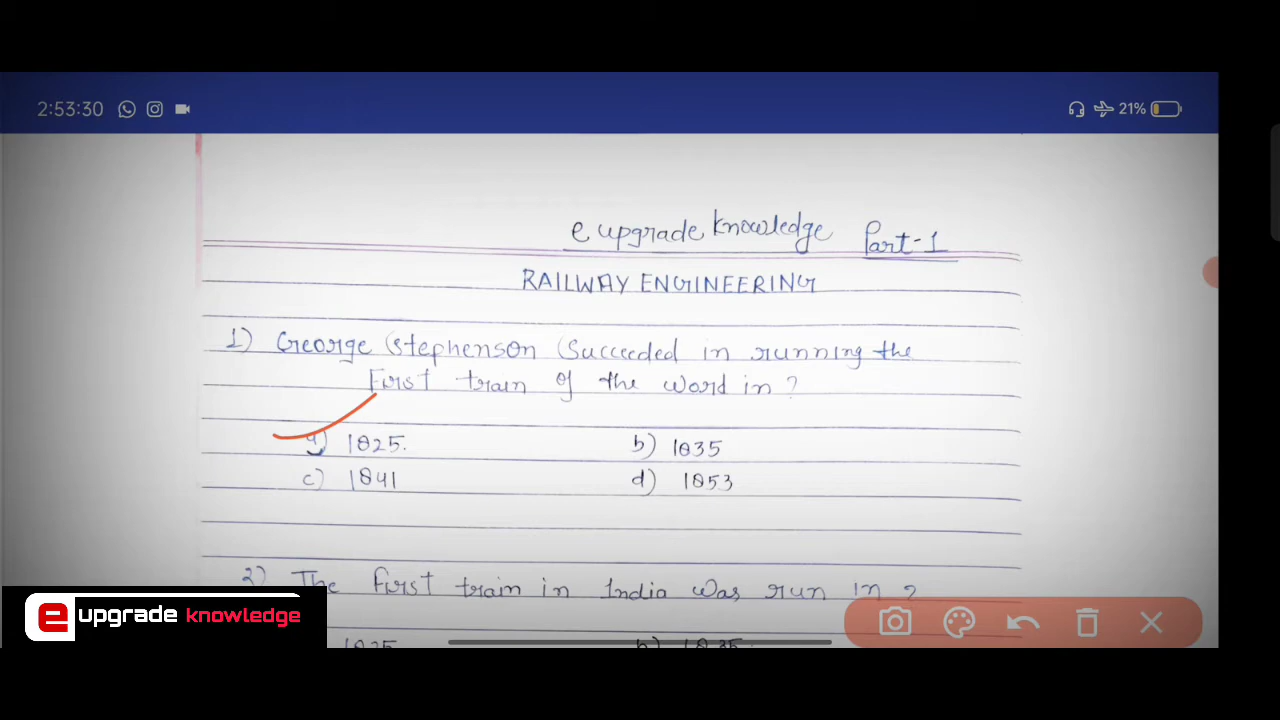 2:53:30
21%
e upgrade knowledge Part-1
RAILWAY ENGINEERING
1) George Stephenson Succeeded in running the
First train of the word in ?
a) 1825.
b) 1835
c) 1841
d) 1853
2) The First train in India was run in ?
1825
b) 1835.
e upgrade knowledge